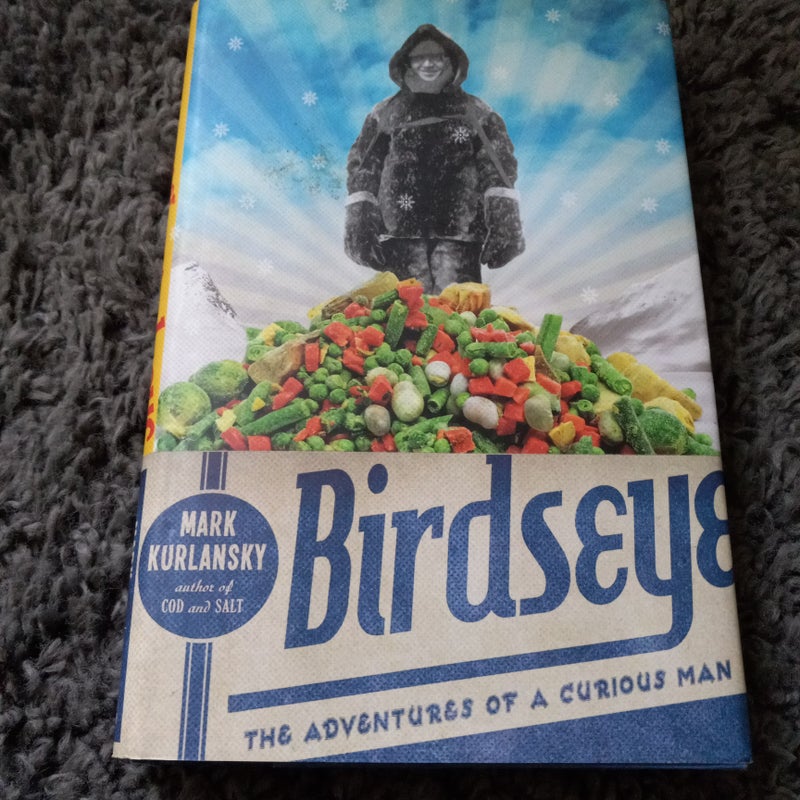 MARK
KURLANSKY
author of
COD and SALT
Birdseye
THE ADVENTURES OF A CURIOUS MAN